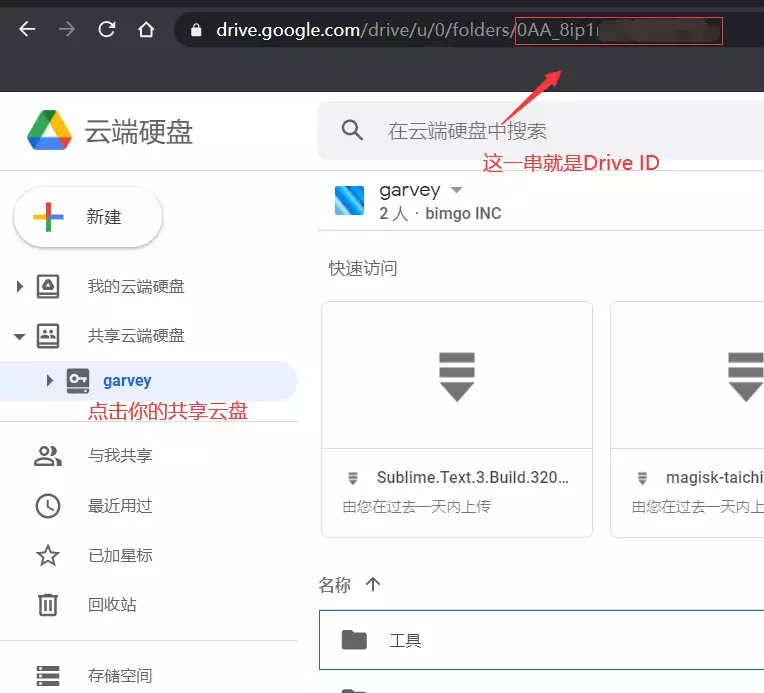 drive.google.com/drive/u/0/folders/0AA_8ip1
云端硬盘
在云端硬盘中搜索
这一串就是Drive ID
新建
garvey
2 人 · bimgo INC
快速访问
我的云端硬盘
共享云端硬盘
garvey
点击你的共享云盘
Sublime.Text.3.Build.320...
magisk-taichi
由您在过去一天内上传
由您在过去一天内上
与我共享
最近用过
已加星标
回收站
名称
工具
存储空间